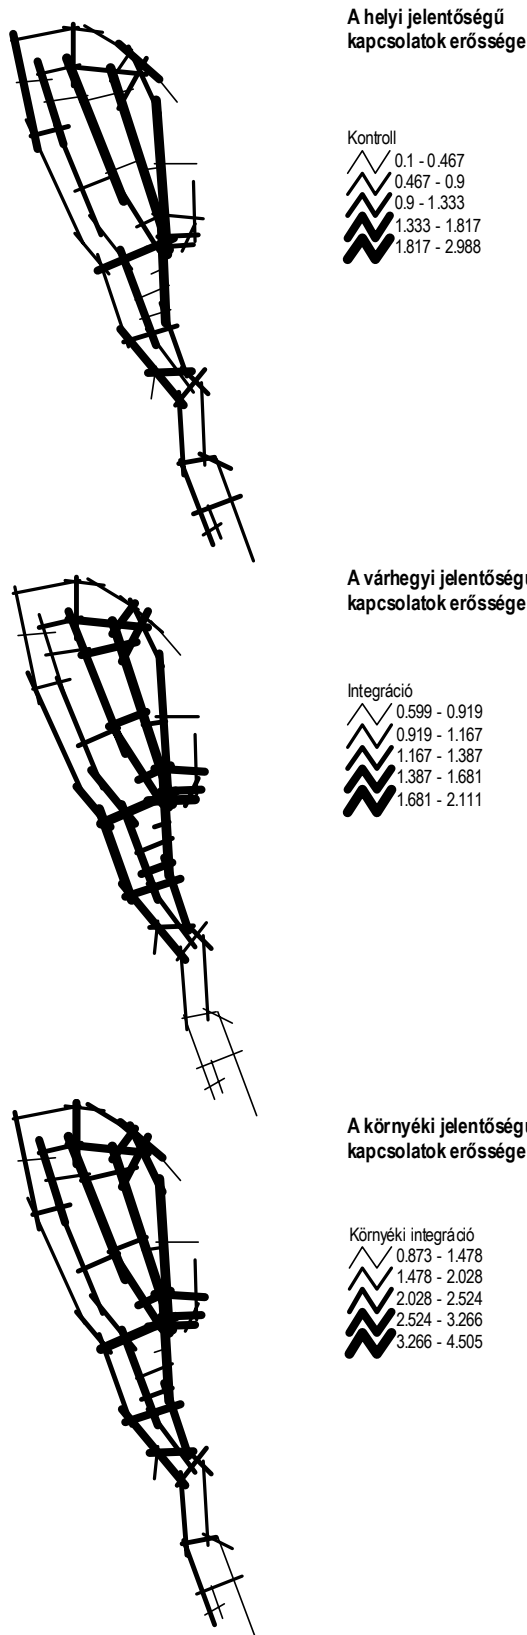 A helyi jelentőségű
kapcsolatok erőssége
Kontroll
0.1 - 0.467
0.467 - 0.9
0.9 - 1.333
1.333 - 1.817
1.817 - 2.988
A várhegyi jelentőségű
kapcsolatok erőssége
Integráció
0.599 - 0.919
0.919 - 1.167
1.167 - 1.387
1.387 - 1.681
1.681 - 2.111
A környéki jelentőségű
kapcsolatok erőssége
Környéki integráció
0.873 - 1.478
1.478 - 2.028
2.028 - 2.524
2.524 - 3.266
3.266 - 4.505